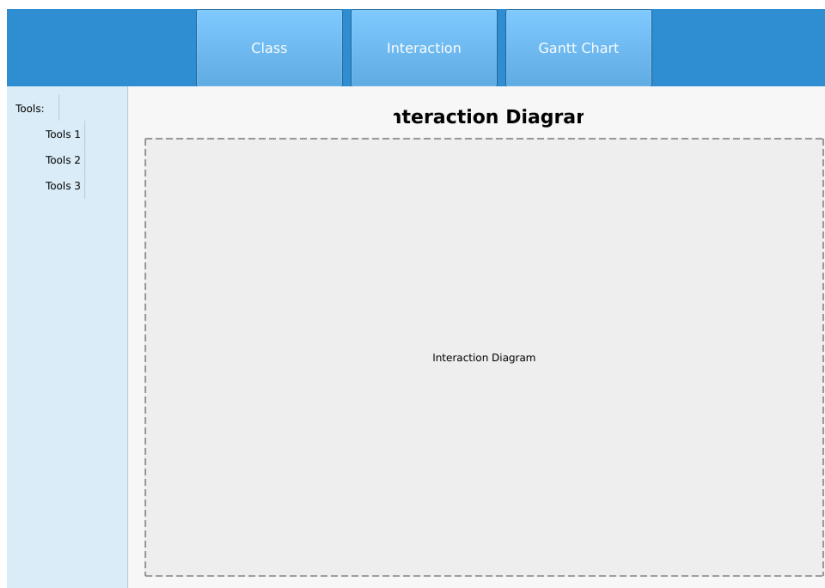 Class
Interaction
Gantt Chart
Tools:
nteraction Diagrar
Tools 1
Tools 2
Tools 3
Interaction Diagram